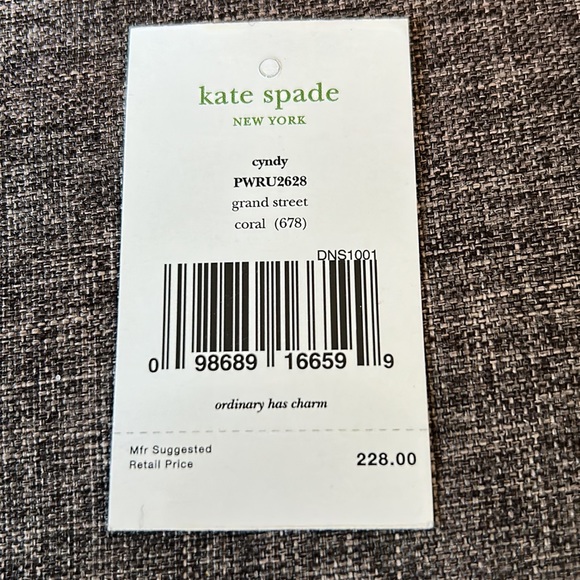 kate spade
NEW YORK
cyndy
PWRU2628
grand street
coral (678)
DNS1001
0 98689 16659 9
ordinary has charm
Mfr Suggested
Retail Price 228.00